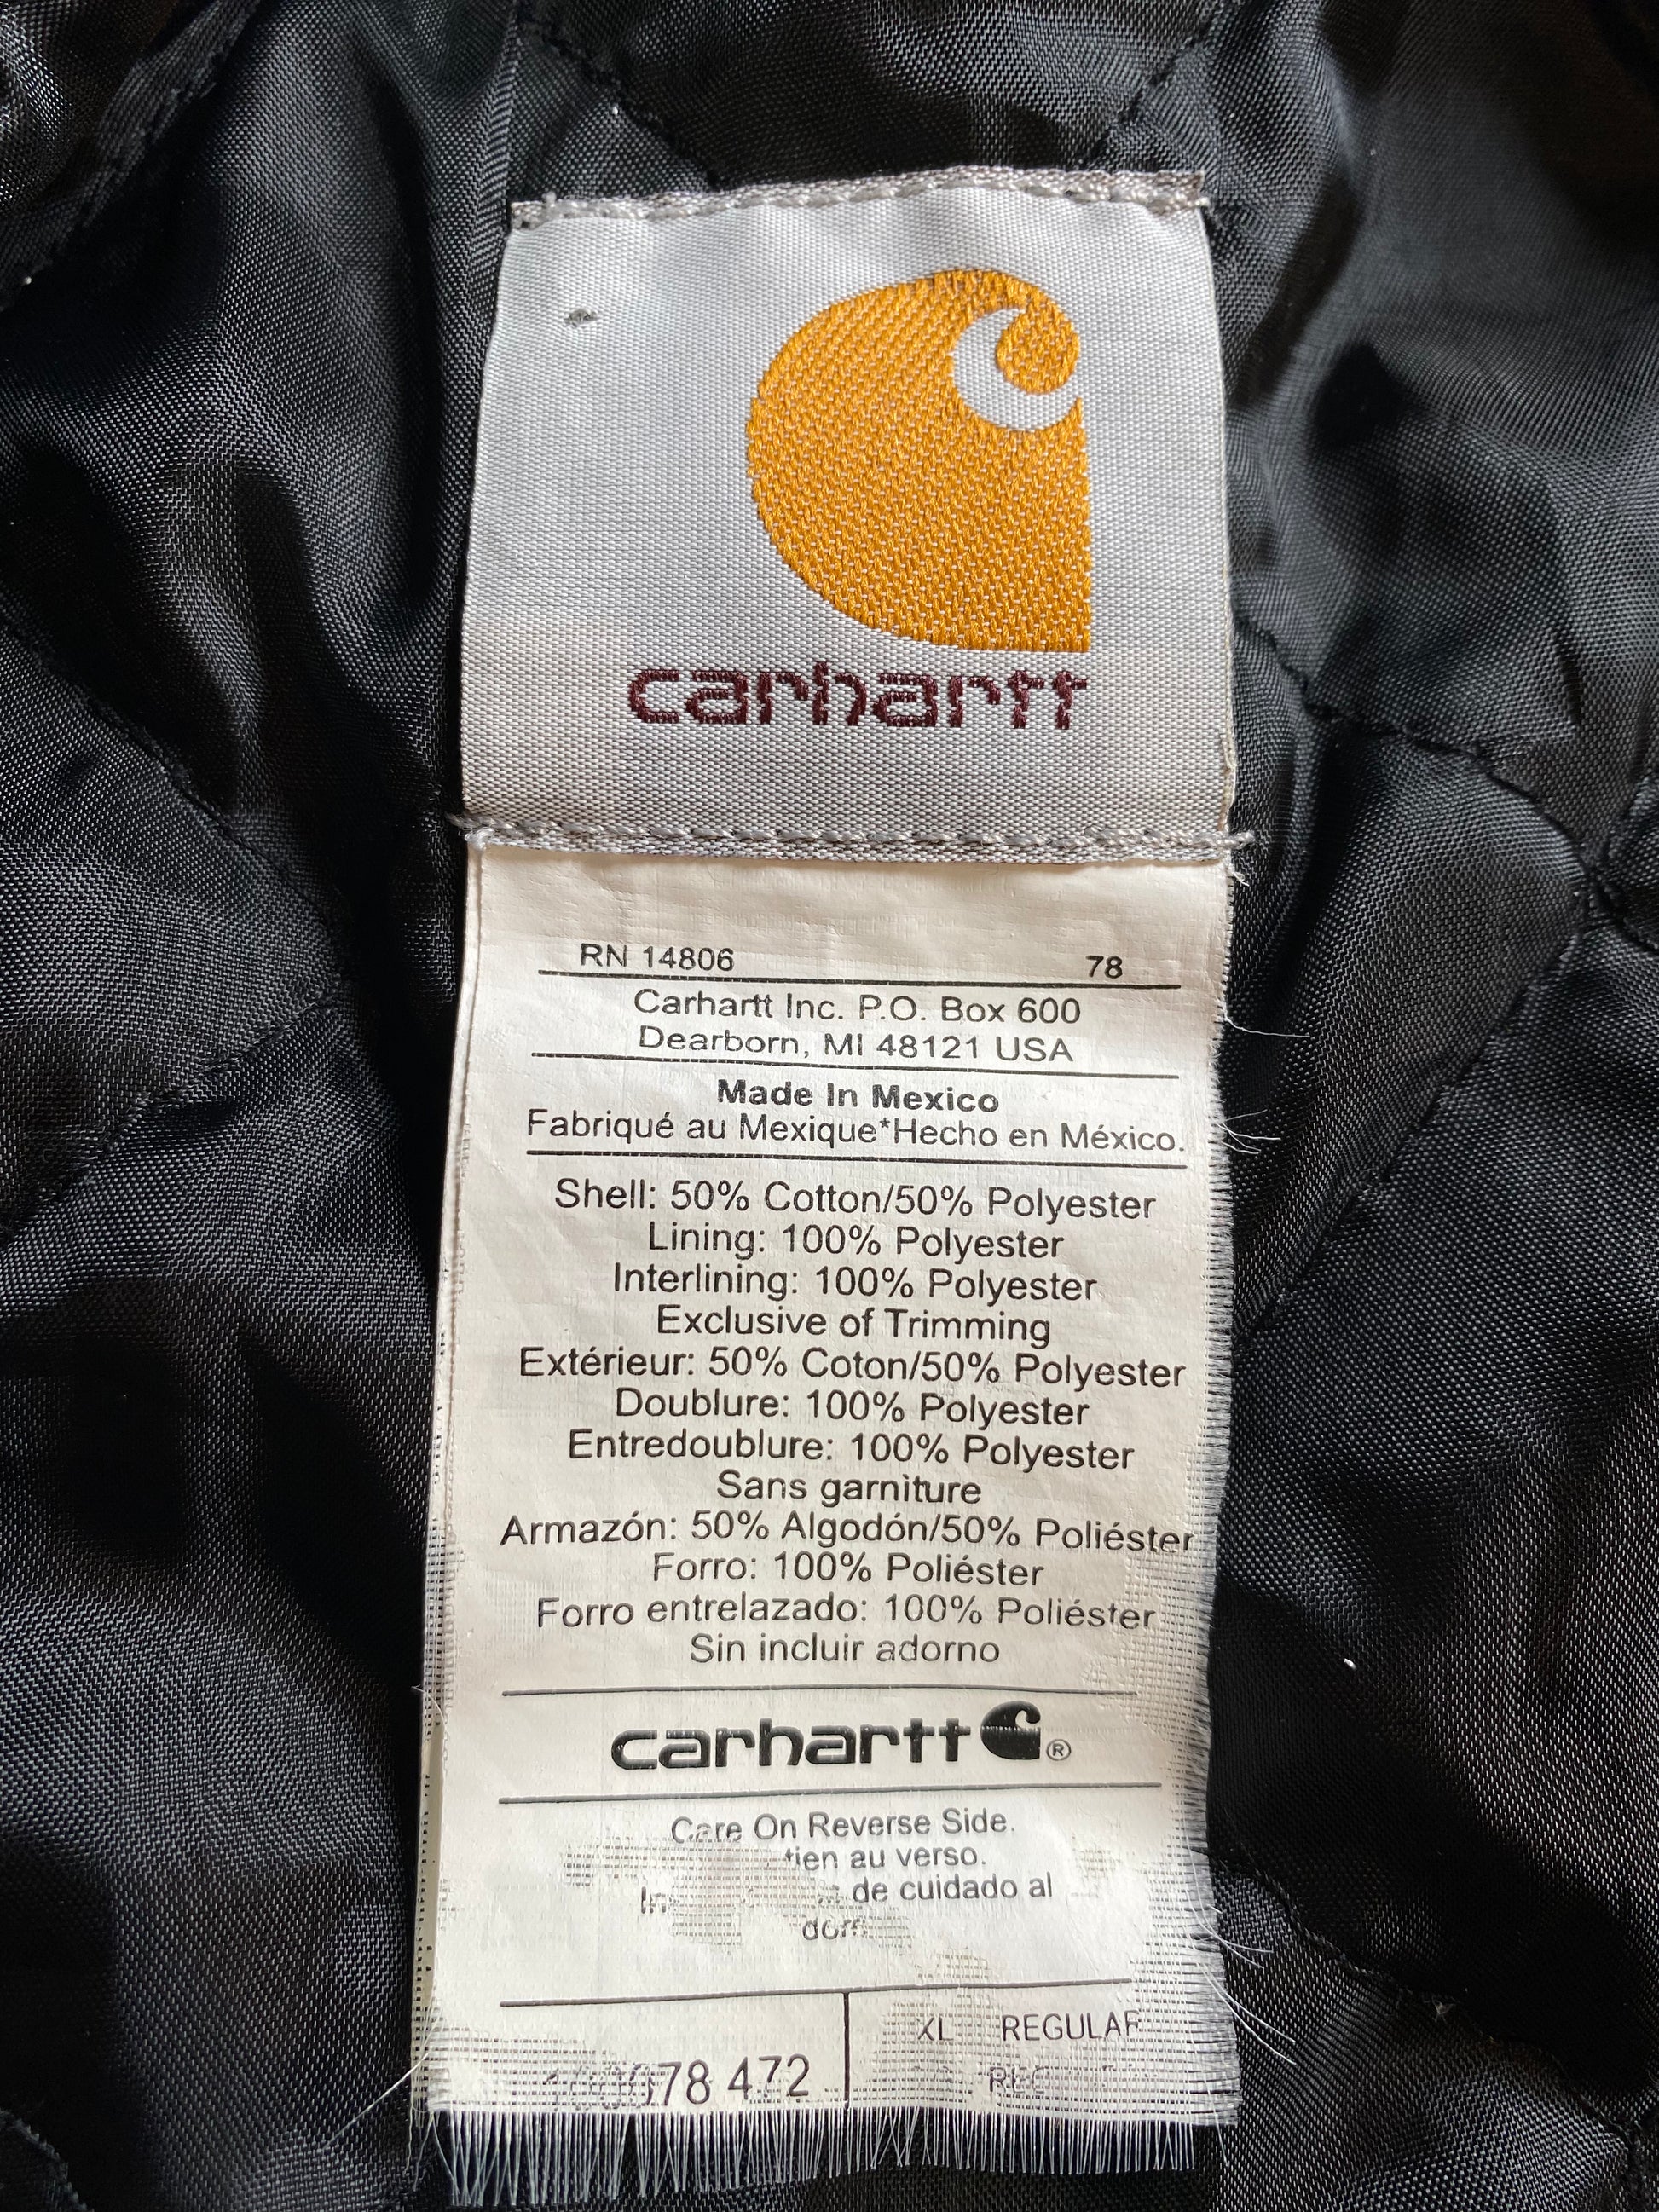 carhartt
RN 14806 78
Carhartt Inc. P.O. Box 600
Dearborn, MI 48121 USA
Made In Mexico
Fabriqué au Mexique*Hecho en México.
Shell: 50% Cotton/50% Polyester
Lining: 100% Polyester
Interlining: 100% Polyester
Exclusive of Trimming
Extérieur: 50% Coton/50% Polyester
Doublure: 100% Polyester
Entredoublure: 100% Polyester
Sans garniture
Armazón: 50% Algodón/50% Poliéster
Forro: 100% Poliéster
Forro entrelazado: 100% Poliéster
Sin incluir adorno
carhartt ®
Care On Reverse Side.
au verso.
de cuidado al
XL REGULAR
472